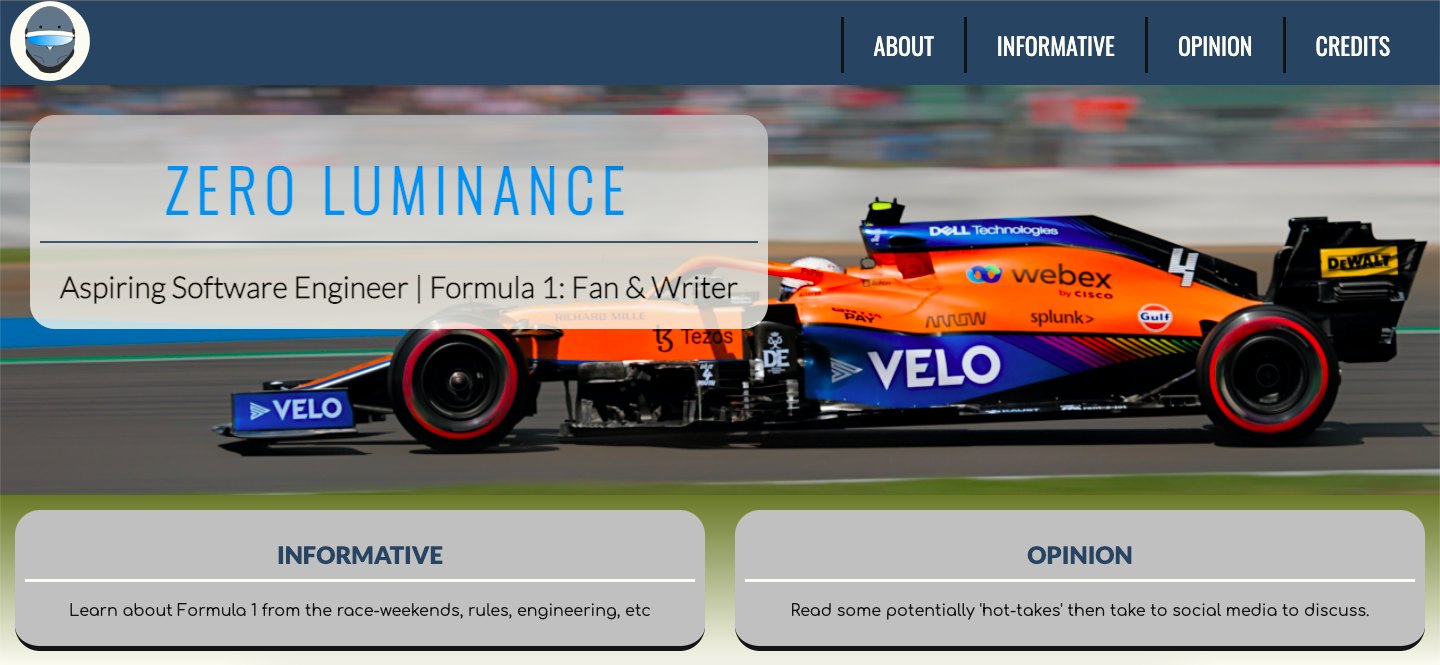 ABOUT
INFORMATIVE
OPINION
CREDITS
ZERO LUMINANCE
Aspiring Software Engineer | Formula 1: Fan & Writer
DELL Technologies
4
DEWALT
webex
by CISCO
splunk>
Gulf
ARROW
PAY
RICHARD MILLE
Tezos
DE
VELO
VELO
INFORMATIVE
Learn about Formula 1 from the race-weekends, rules, engineering, etc
OPINION
Read some potentially 'hot-takes' then take to social media to discuss.